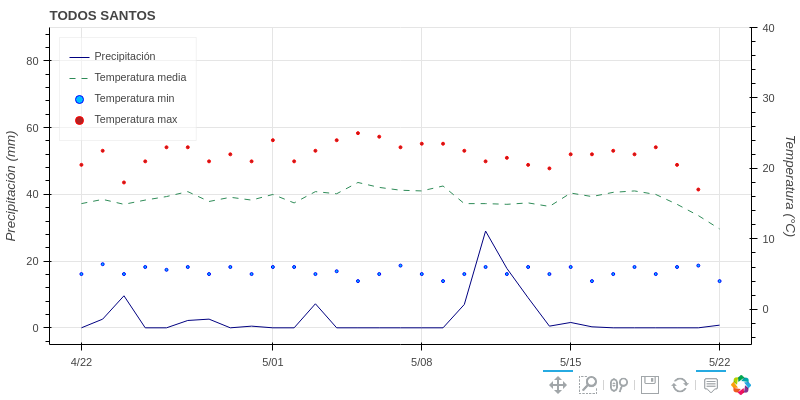 TODOS SANTOS
Precipitación
Temperatura media
Temperatura min
Temperatura max
Precipitación (mm)
80
60
40
20
0
Temperatura (°C)
40
30
20
10
0
4/22
5/01
5/08
5/15
5/22